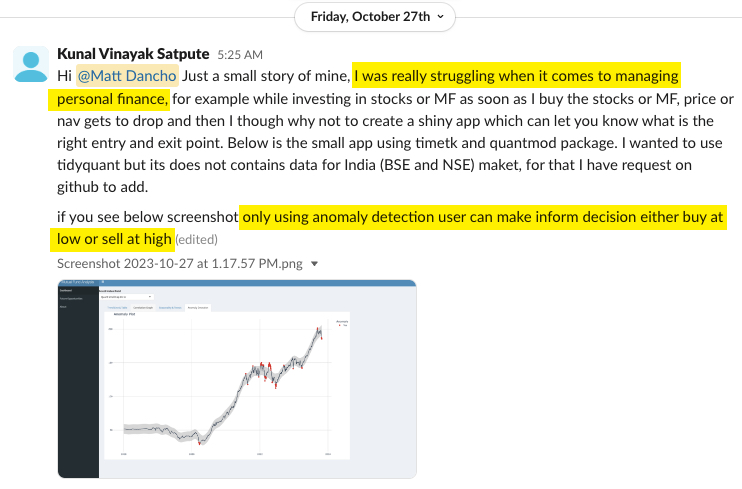 Friday, October 27th
Kunal Vinayak Satpute 5:25 AM
Hi @Matt Dancho Just a small story of mine, I was really struggling when it comes to managing
personal finance, for example while investing in stocks or MF as soon as I buy the stocks or MF, price or
nav gets to drop and then I though why not to create a shiny app which can let you know what is the
right entry and exit point. Below is the small app using timetk and quantmod package. I wanted to use
tidyquant but its does not contains data for India (BSE and NSE) maket, for that I have request on
github to add.
if you see below screenshot only using anomaly detection user can make inform decision either buy at
low or sell at high (edited)
Screenshot 2023-10-27 at 1.17.57 PM.png
Anomaly Plot